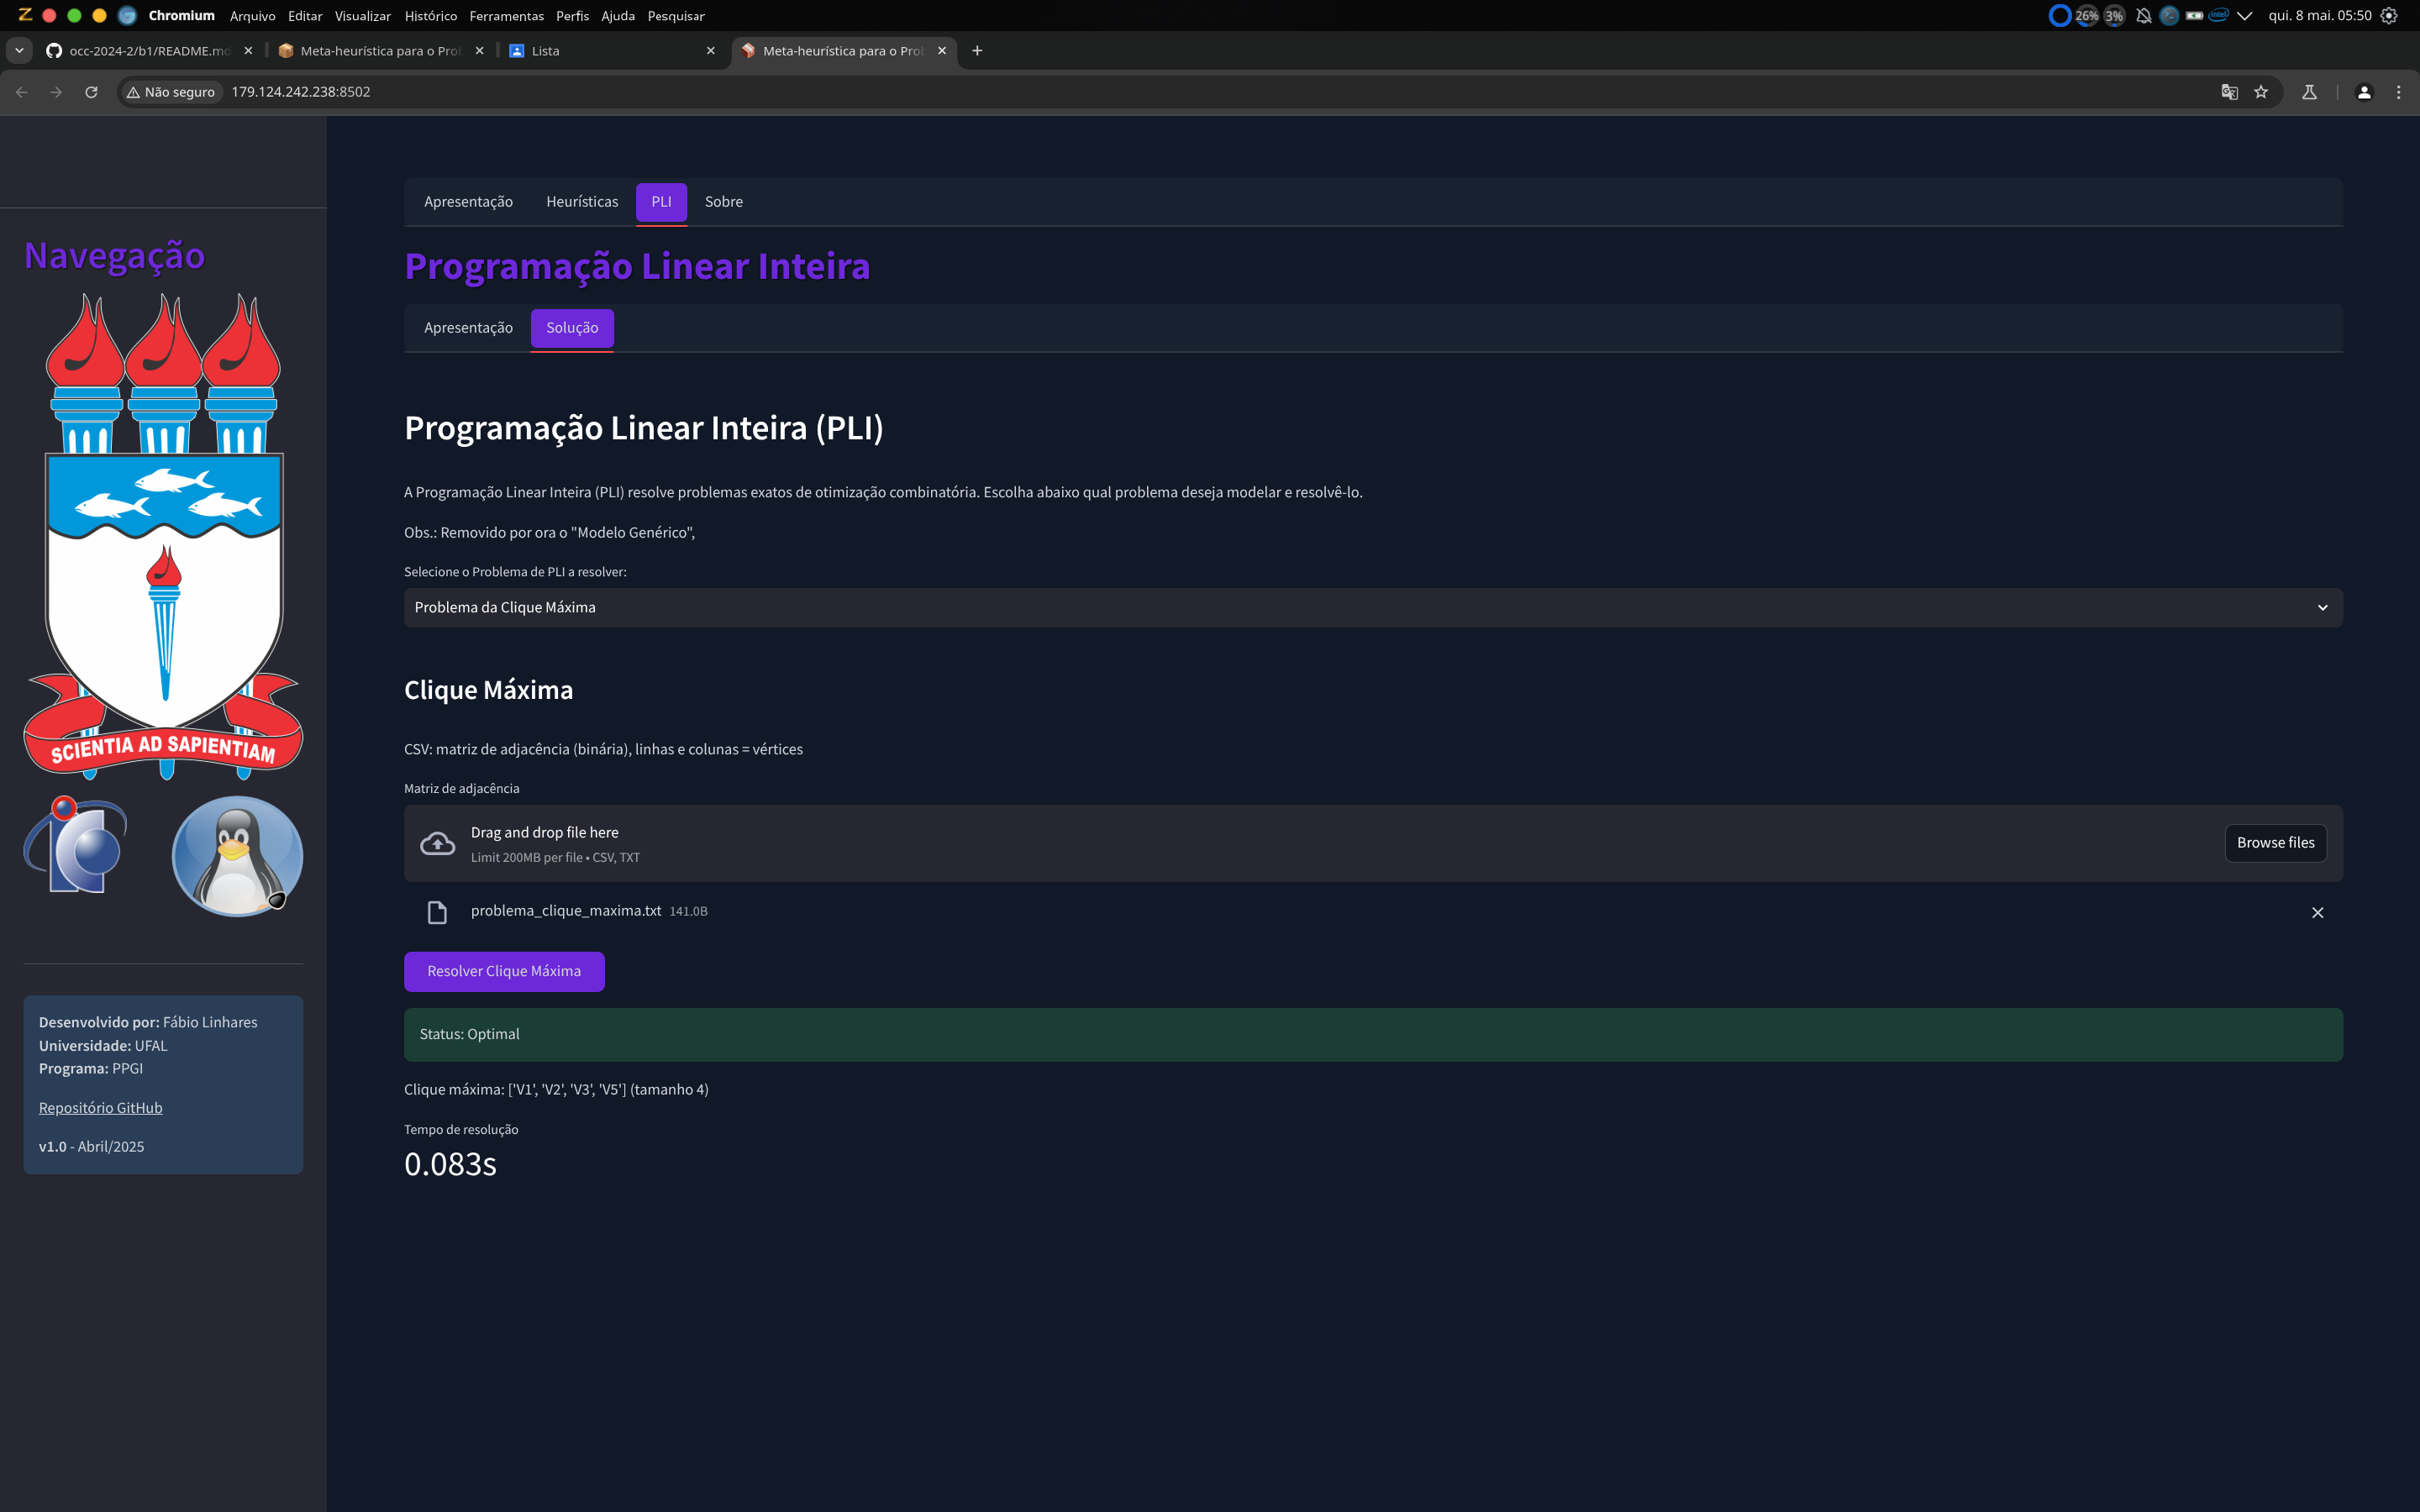 Chromium Arquivo Editar Visualizar Histórico Ferramentas Perfis Ajuda Pesquisar 26% 3% intel qui. 8 mai. 05:50
occ-2024-2/b1/README.md Meta-heurística para o Pro Lista Meta-heurística para o Pro
Não seguro 179.124.242.238:8502
Navegação
SCIENTIA AD SAPIENTIAM
Desenvolvido por: Fábio Linhares
Universidade: UFAL
Programa: PPGI
Repositório GitHub
v1.0 - Abril/2025
Apresentação Heurísticas PLI Sobre
Programação Linear Inteira
Apresentação Solução
Programação Linear Inteira (PLI)
A Programação Linear Inteira (PLI) resolve problemas exatos de otimização combinatória. Escolha abaixo qual problema deseja modelar e resolvê-lo.
Obs.: Removido por ora o "Modelo Genérico",
Selecione o Problema de PLI a resolver:
Problema da Clique Máxima
Clique Máxima
CSV: matriz de adjacência (binária), linhas e colunas = vértices
Matriz de adjacência
Drag and drop file here
Limit 200MB per file • CSV, TXT
Browse files
problema_clique_maxima.txt 141.0B
Resolver Clique Máxima
Status: Optimal
Clique máxima: ['V1', 'V2', 'V3', 'V5'] (tamanho 4)
Tempo de resolução
0.083s